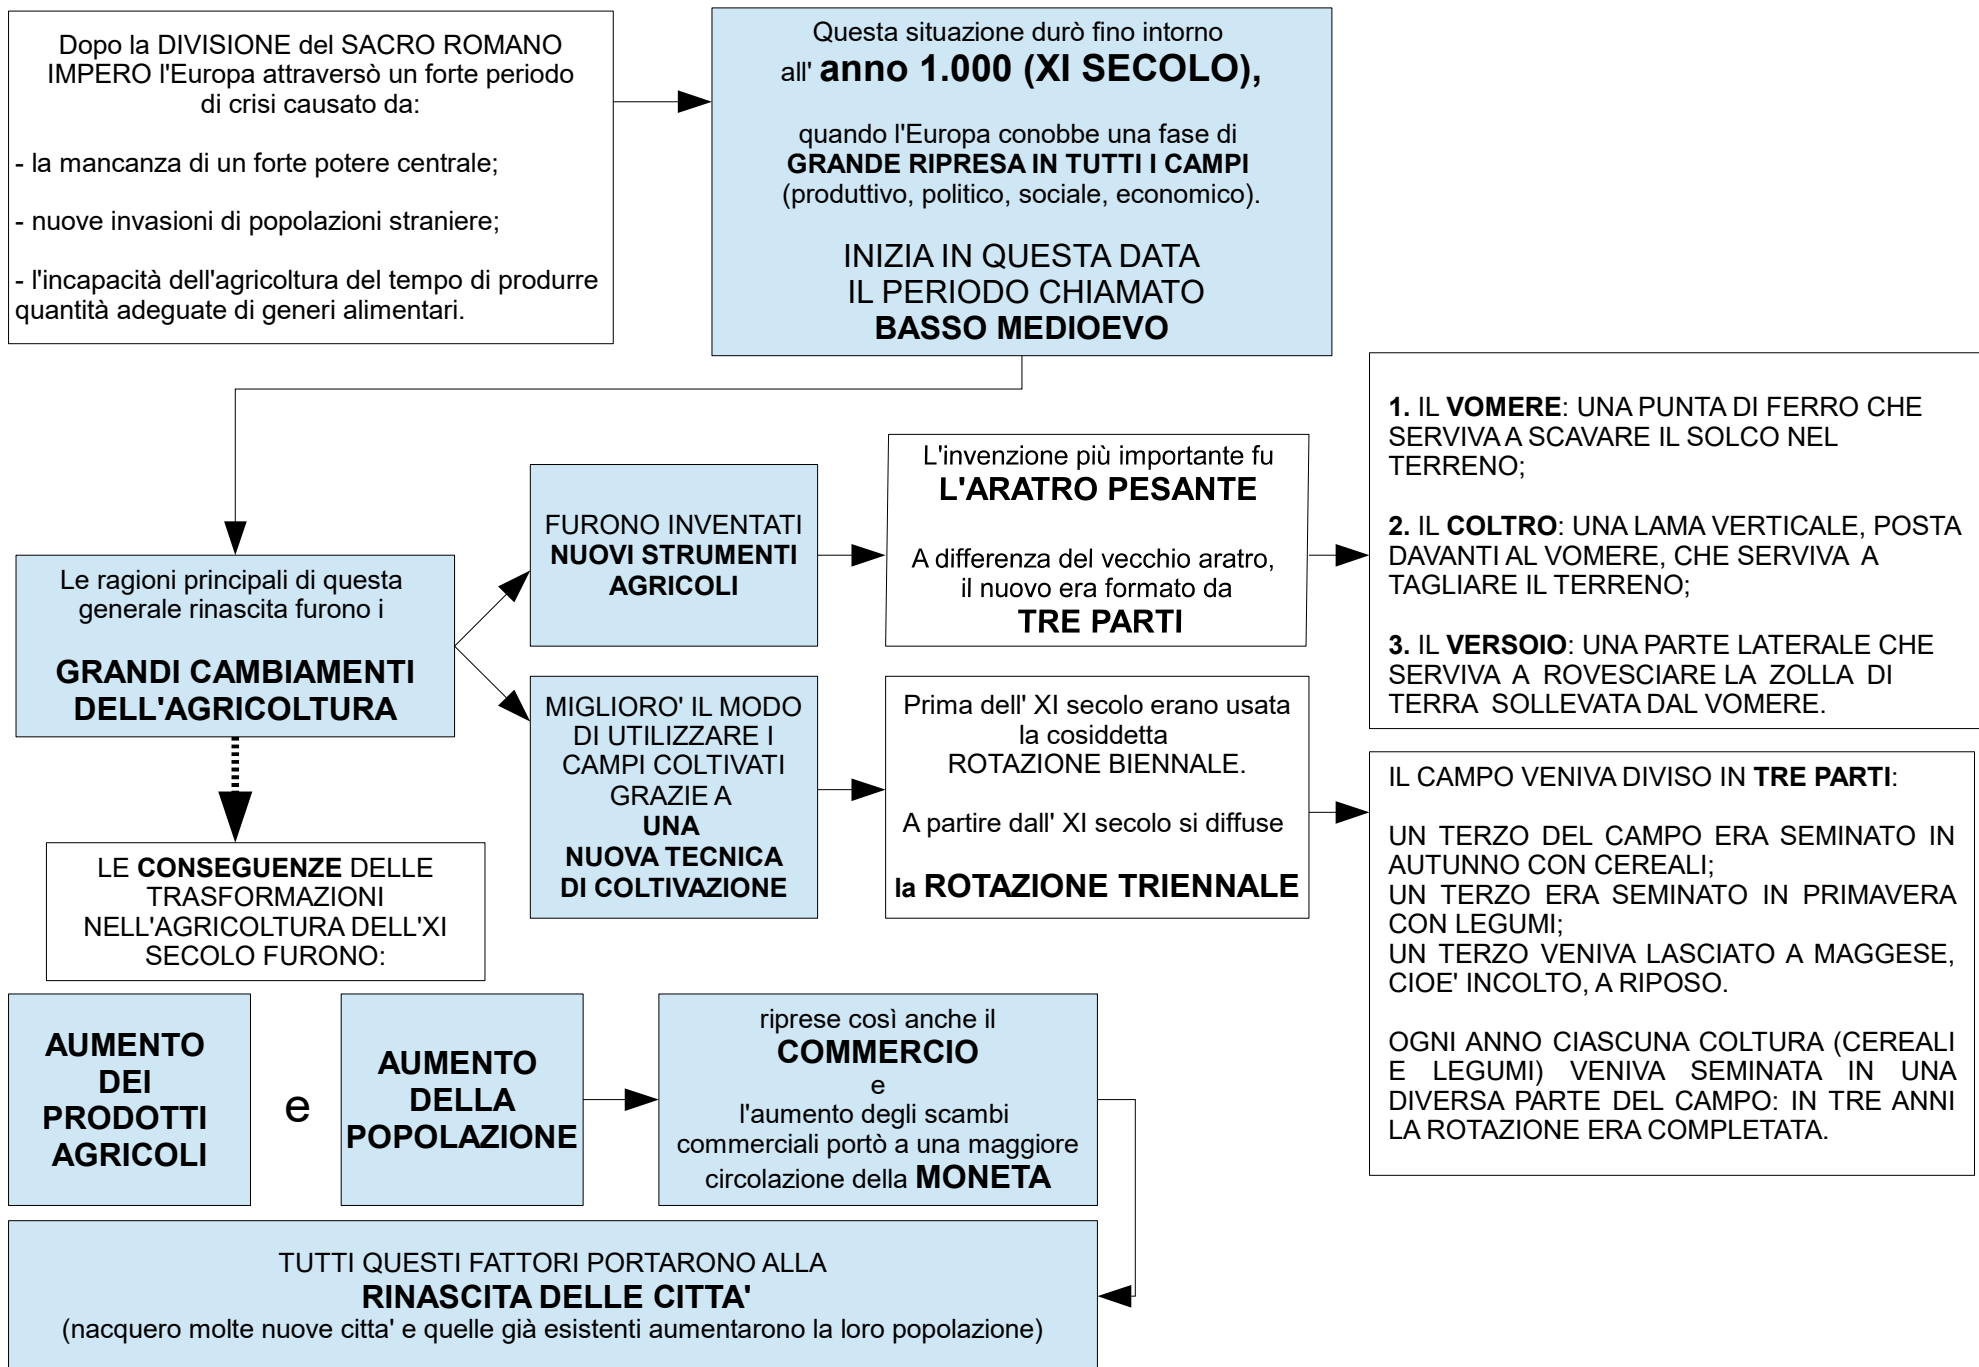 Dopo la DIVISIONE del SACRO ROMANO
IMPERO l'Europa attraversò un forte periodo
di crisi causato da:
- la mancanza di un forte potere centrale;
- nuove invasioni di popolazioni straniere;
- l'incapacità dell'agricoltura del tempo di produrre
quantità adeguate di generi alimentari.
Questa situazione durò fino intorno
all' anno 1.000 (XI SECOLO),
quando l'Europa conobbe una fase di
GRANDE RIPRESA IN TUTTI I CAMPI
(produttivo, politico, sociale, economico).
INIZIA IN QUESTA DATA
IL PERIODO CHIAMATO
BASSO MEDIOEVO
Le ragioni principali di questa
generale rinascita furono i
GRANDI CAMBIAMENTI
DELL'AGRICOLTURA
FURONO INVENTATI
NUOVI STRUMENTI
AGRICOLI
L'invenzione più importante fu
L'ARATRO PESANTE
A differenza del vecchio aratro,
il nuovo era formato da
TRE PARTI
1. IL VOMERE: UNA PUNTA DI FERRO CHE
SERVIVA A SCAVARE IL SOLCO NEL
TERRENO;
2. IL COLTRO: UNA LAMA VERTICALE, POSTA
DAVANTI AL VOMERE, CHE SERVIVA A
TAGLIARE IL TERRENO;
3. IL VERSOIO: UNA PARTE LATERALE CHE
SERVIVA A ROVESCIARE LA ZOLLA DI
TERRA SOLLEVATA DAL VOMERE.
MIGLIORO' IL MODO
DI UTILIZZARE I
CAMPI COLTIVATI
GRAZIE A
UNA
NUOVA TECNICA
DI COLTIVAZIONE
Prima dell' XI secolo erano usata
la cosiddetta
ROTAZIONE BIENNALE.
A partire dall' XI secolo si diffuse
la ROTAZIONE TRIENNALE
IL CAMPO VENIVA DIVISO IN TRE PARTI:
UN TERZO DEL CAMPO ERA SEMINATO IN
AUTUNNO CON CEREALI;
UN TERZO ERA SEMINATO IN PRIMAVERA
CON LEGUMI;
UN TERZO VENIVA LASCIATO A MAGGESE,
CIOE' INCOLTO, A RIPOSO.
OGNI ANNO CIASCUNA COLTURA (CEREALI
E LEGUMI) VENIVA SEMINATA IN UNA
DIVERSA PARTE DEL CAMPO: IN TRE ANNI
LA ROTAZIONE ERA COMPLETATA.
LE CONSEGUENZE DELLE
TRASFORMAZIONI
NELL'AGRICOLTURA DELL'XI
SECOLO FURONO:
AUMENTO
DEI
PRODOTTI
AGRICOLI
e
AUMENTO
DELLA
POPOLAZIONE
riprese così anche il
COMMERCIO
e
l'aumento degli scambi
commerciali portò a una maggiore
circolazione della MONETA
TUTTI QUESTI FATTORI PORTARONO ALLA
RINASCITA DELLE CITTA'
(nacquero molte nuove citta' e quelle già esistenti aumentarono la loro popolazione)